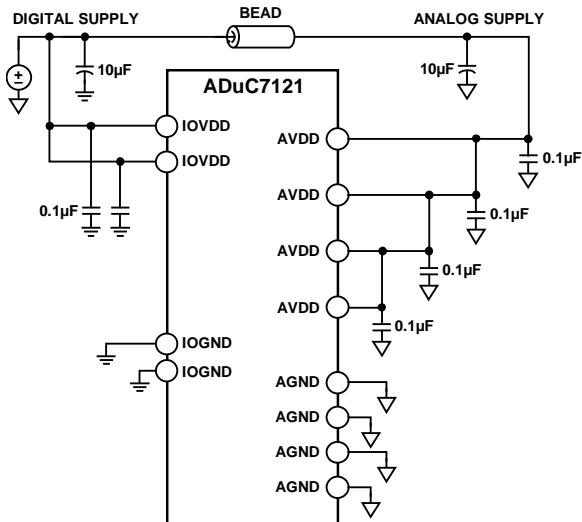 DIGITAL SUPPLY
BEAD
ANALOG SUPPLY
10µF
10µF
ADuC7121
IOVDD
IOVDD
0.1µF
AVDD
0.1µF
AVDD
0.1µF
AVDD
0.1µF
AVDD
0.1µF
IOGND
IOGND
AGND
AGND
AGND
AGND